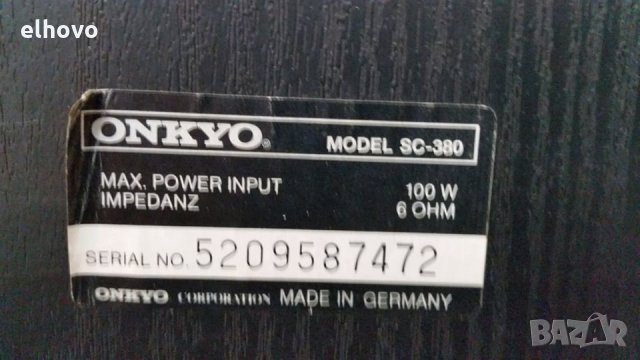 elhovo
ONKYO® MODEL SC-380
MAX. POWER INPUT 100 W
IMPEDANZ 6 OHM
SERIAL NO. 5209587472
ONKYO CORPORATION MADE IN GERMANY
BAZAR